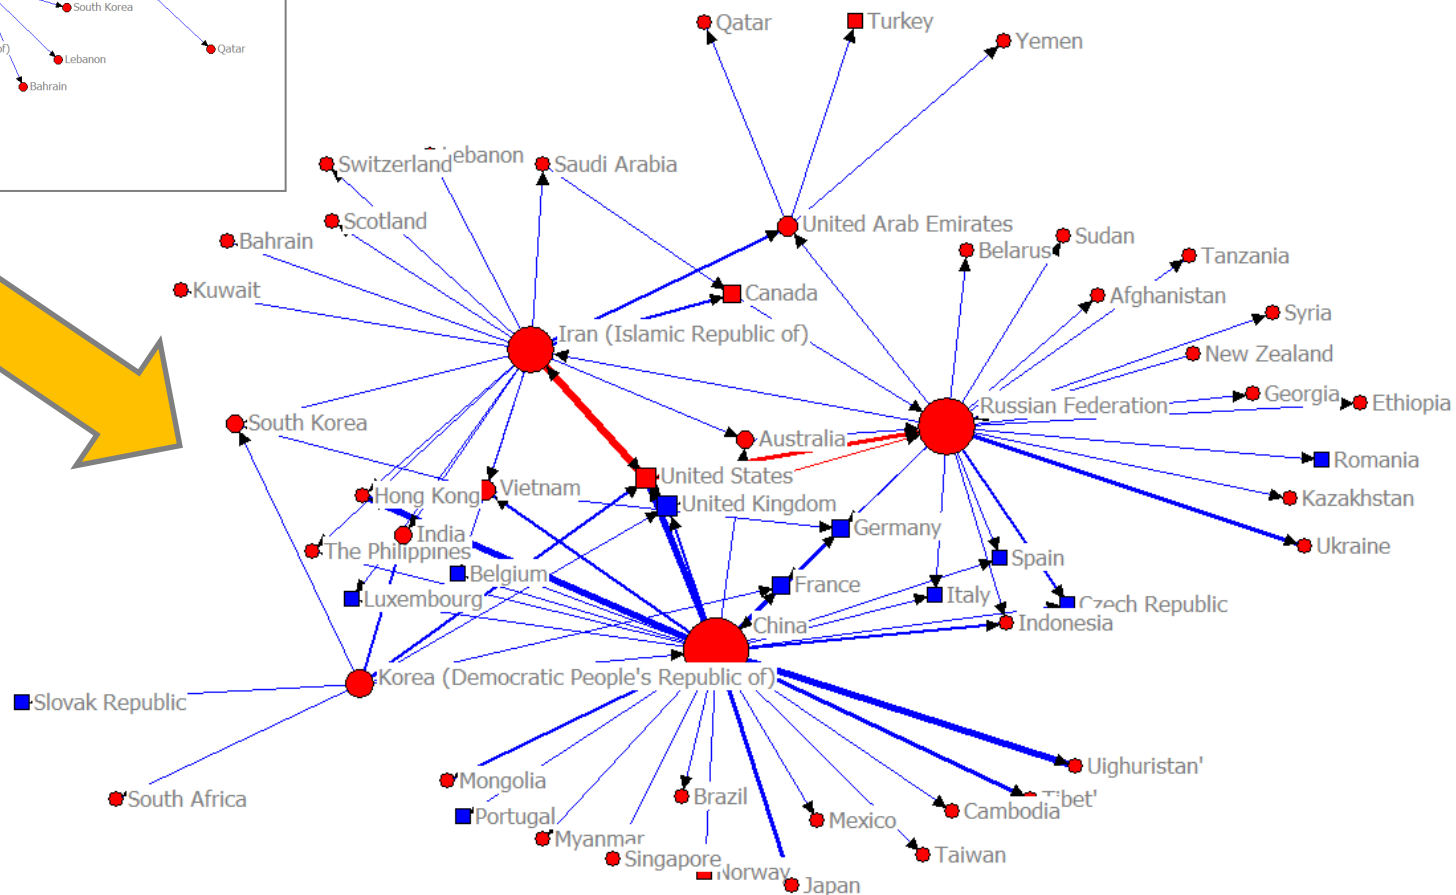 South Korea
of)
Lebanon
Qatar
Bahrain
Qatar
Turkey
Yemen
Switzerland
ebanon
Saudi Arabia
Scotland
United Arab Emirates
Bahrain
Belarus
Sudan
Tanzania
Kuwait
Canada
Afghanistan
Syria
Iran (Islamic Republic of)
New Zealand
Georgia
Ethiopia
Russian Federation
South Korea
Australia
Romania
United States
Hong Kong
Vietnam
Kazakhstan
United Kingdom
India
Germany
Ukraine
The Philippines
Spain
Belgium
France
Luxembourg
Italy
Czech Republic
China
Indonesia
Korea (Democratic People's Republic of)
Slovak Republic
Uighuristan'
Mongolia
South Africa
Brazil
Tibet'
Cambodia
Portugal
Mexico
Myanmar
Singapore
Taiwan
Norway
Japan